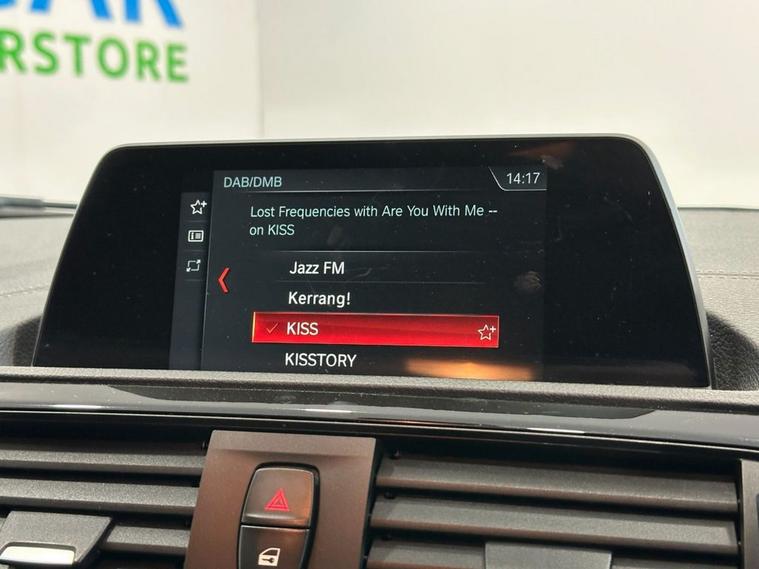 RSTORE
DAB/DMB
14:17
Lost Frequencies with Are You With Me --
on KISS
Jazz FM
Kerrang!
KISS
KISSTORY